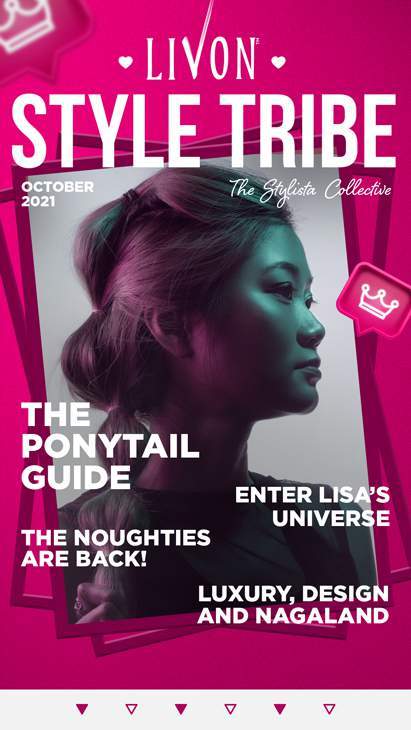 LIVON
STYLE TRIBE
OCTOBER
2021
The Stylista Collective
THE
PONYTAIL
GUIDE
ENTER LISA'S
UNIVERSE
THE NOUGHTIES
ARE BACK!
LUXURY, DESIGN
AND NAGALAND